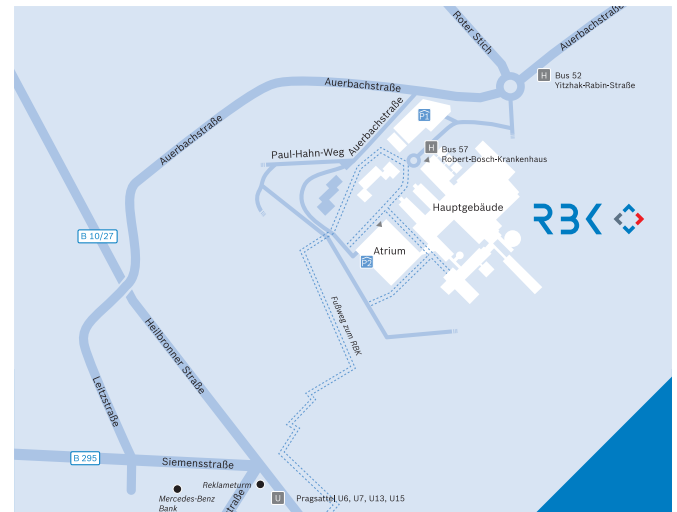 Roter Stich
Auerbachstraße
H Bus 52
Yitzhak-Rabin-Straße
Auerbachstraße
Auerbachstraße
P1
Auerbachstraße
H Bus 57
Robert-Bosch-Krankenhaus
Paul-Hahn-Weg
Hauptgebäude
RBK
B 10/27
Atrium
P2
Fußweg zum RBK
Heilbronner Straße
Leitzstraße
B 295
Siemensstraße
Reklameturm
Mercedes-Benz
Bank
straße
U Pragsattel U6, U7, U13, U15